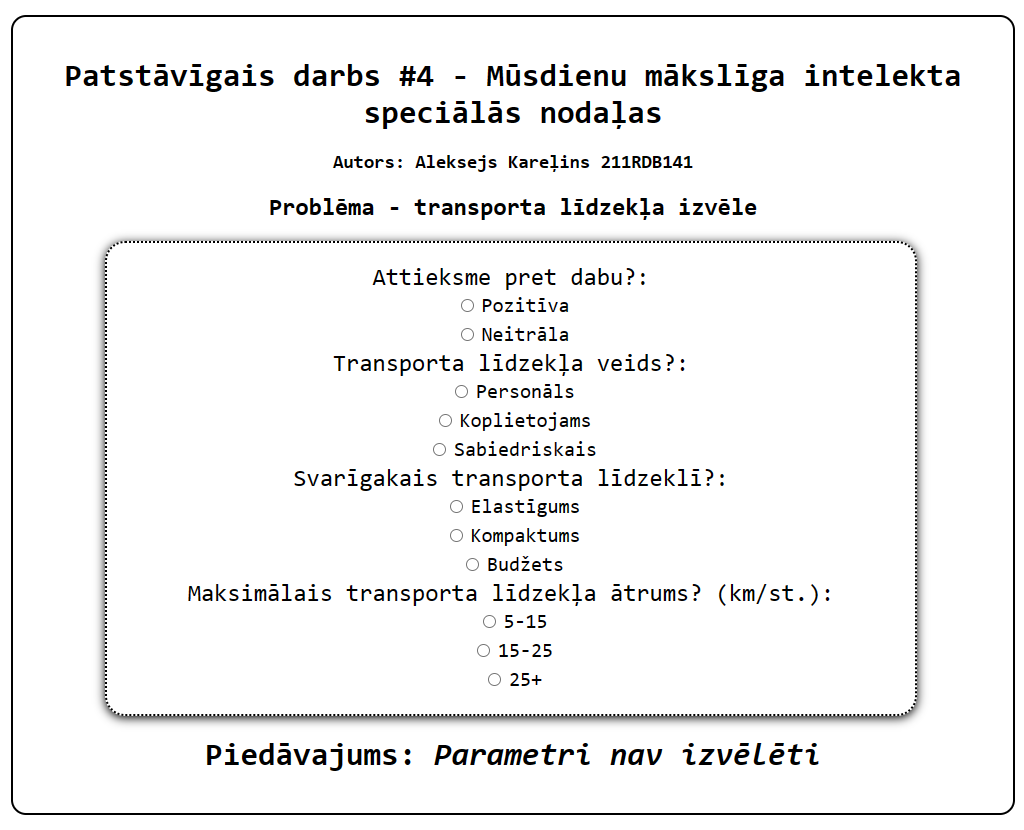 Patstāvīgais darbs #4 - Mūsdienu mākslīga intelekta
speciālās nodaļas
Autors: Aleksejs Kareļins 211RDB141
Problēma - transporta līdzekļa izvēle
Attieksme pret dabu?:
Pozitīva
Neitrāla
Transporta līdzekļa veids?:
Personāls
Koplietojams
Sabiedriskais
Svarīgakais transporta līdzeklī?:
Elastīgums
Kompaktums
Budžets
Maksimālais transporta līdzekļa ātrums? (km/st.):
5-15
15-25
25+
Piedāvajums: Parametri nav izvēlēti